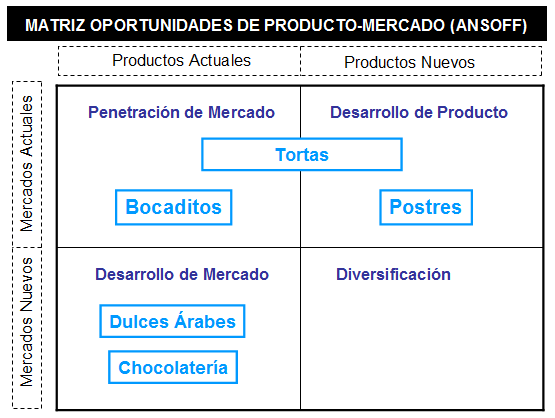 MATRIZ OPORTUNIDADES DE PRODUCTO-MERCADO (ANSOFF)
Productos Actuales
Productos Nuevos
Mercados Actuales
Penetración de Mercado
Desarrollo de Producto
Tortas
Bocaditos
Postres
Mercados Nuevos
Desarrollo de Mercado
Diversificación
Dulces Árabes
Chocolatería